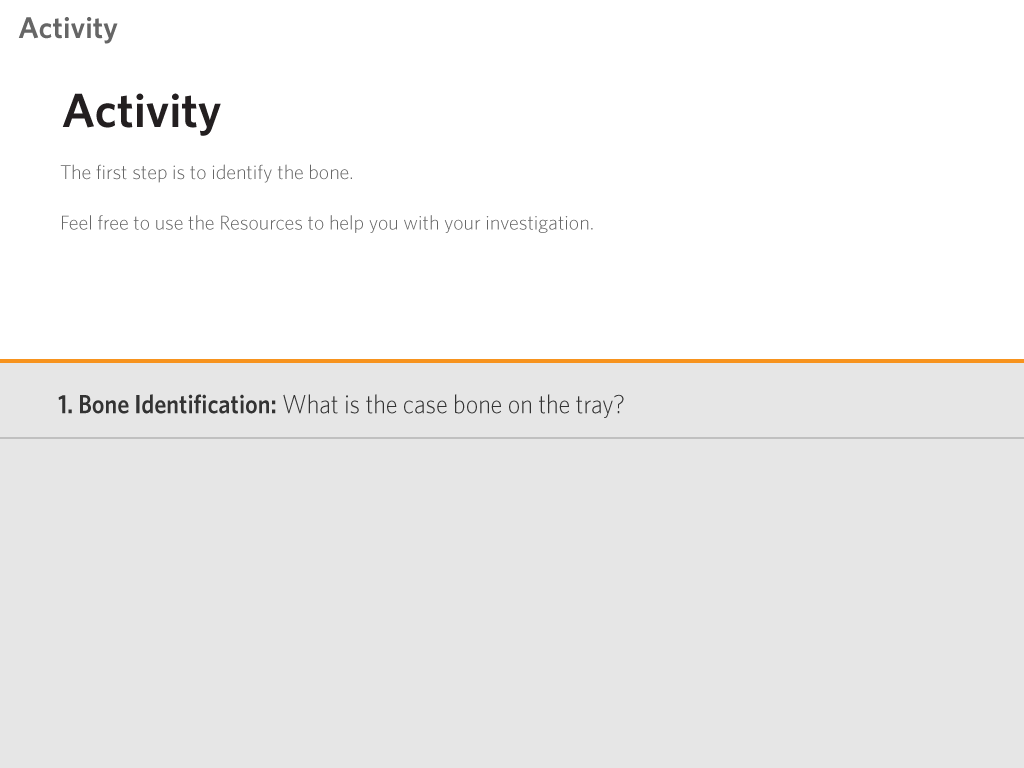 Activity
Activity
The first step is to identify the bone.
Feel free to use the Resources to help you with your investigation.
1. Bone Identification: What is the case bone on the tray?